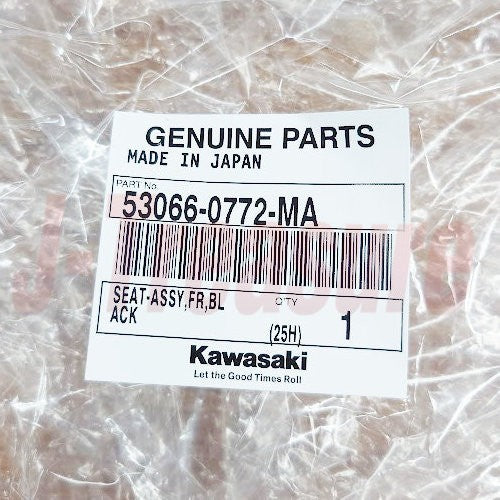 GENUINE PARTS
MADE IN JAPAN
PART No.
53066-0772-MA
SEAT-ASSY,FR,BL
ACK
Q'TY
(25H) 1
Kawasaki
Let the Good Times Roll